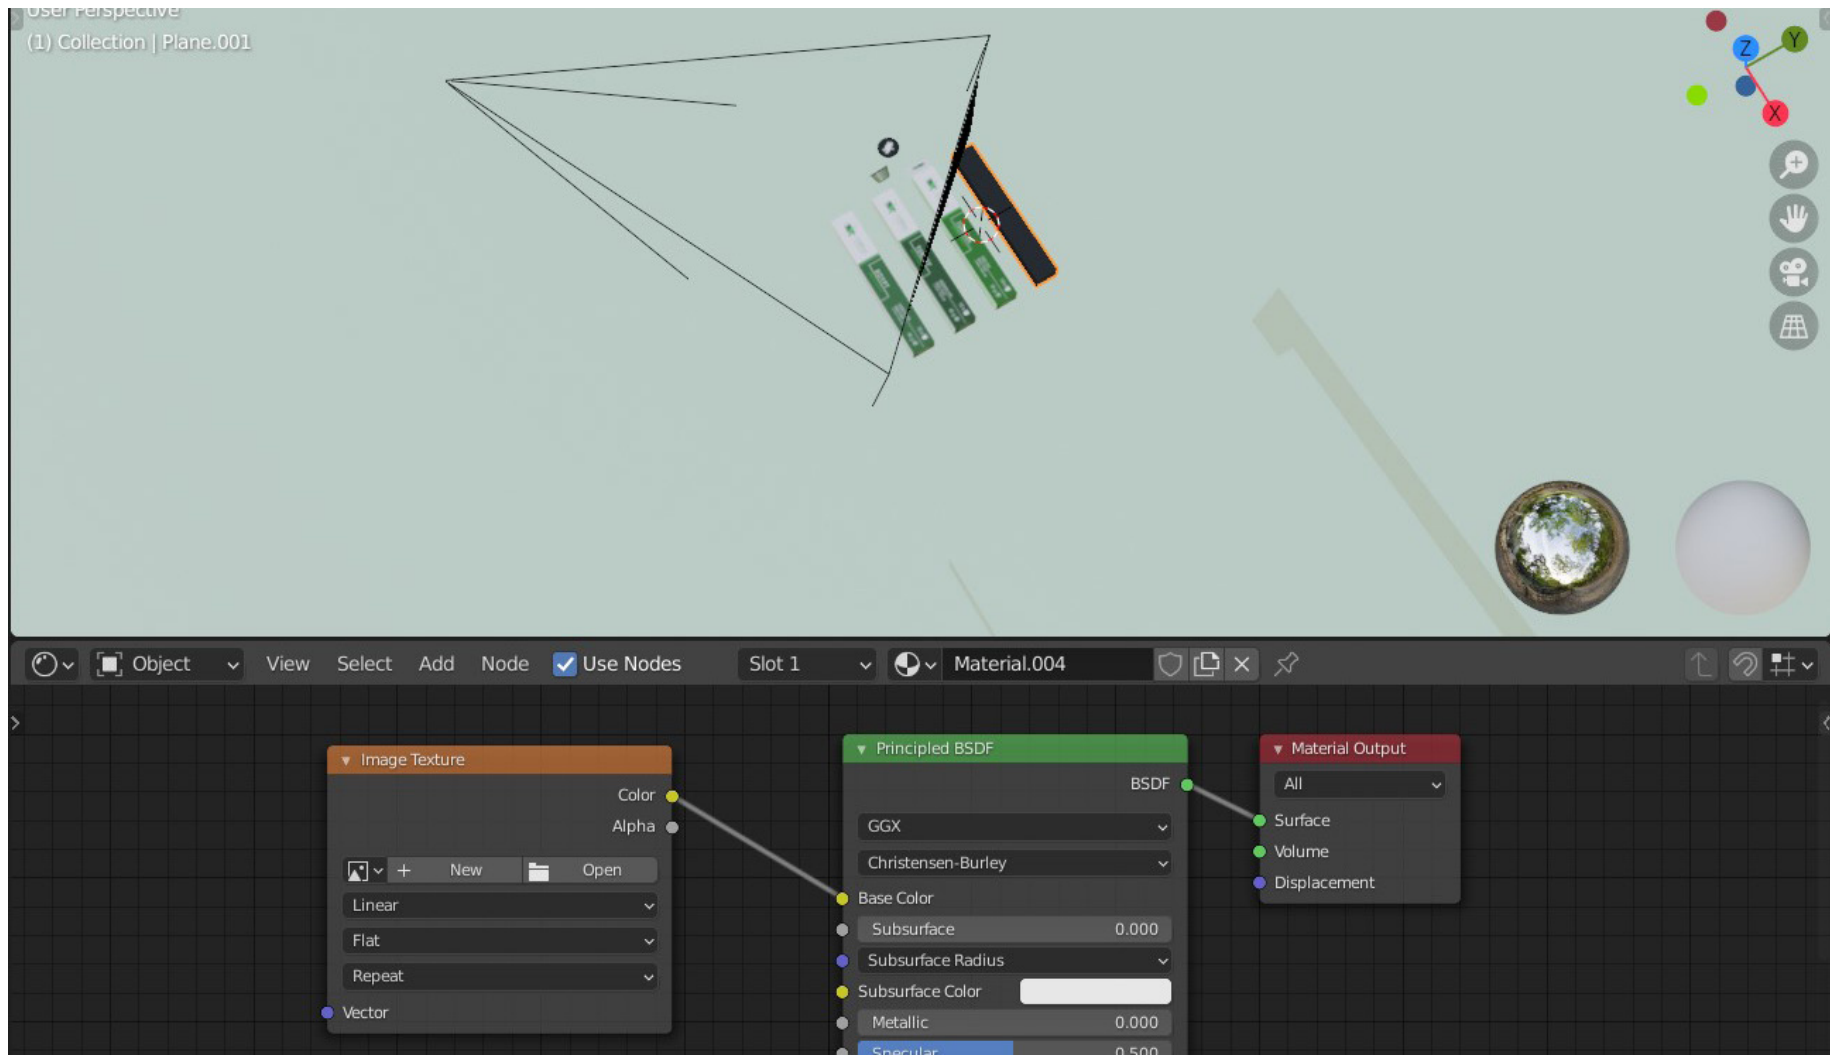 User Perspective
(1) Collection | Plane.001
Z
Y
X
Object View Select Add Node Use Nodes Slot 1 Material.004
Image Texture
Color
Alpha
+ New Open
Linear
Flat
Repeat
Vector
Principled BSDF
BSDF
GGX
Christensen-Burley
Base Color
Subsurface 0.000
Subsurface Radius
Subsurface Color
Metallic 0.000
Specular 0.500
Material Output
All
Surface
Volume
Displacement